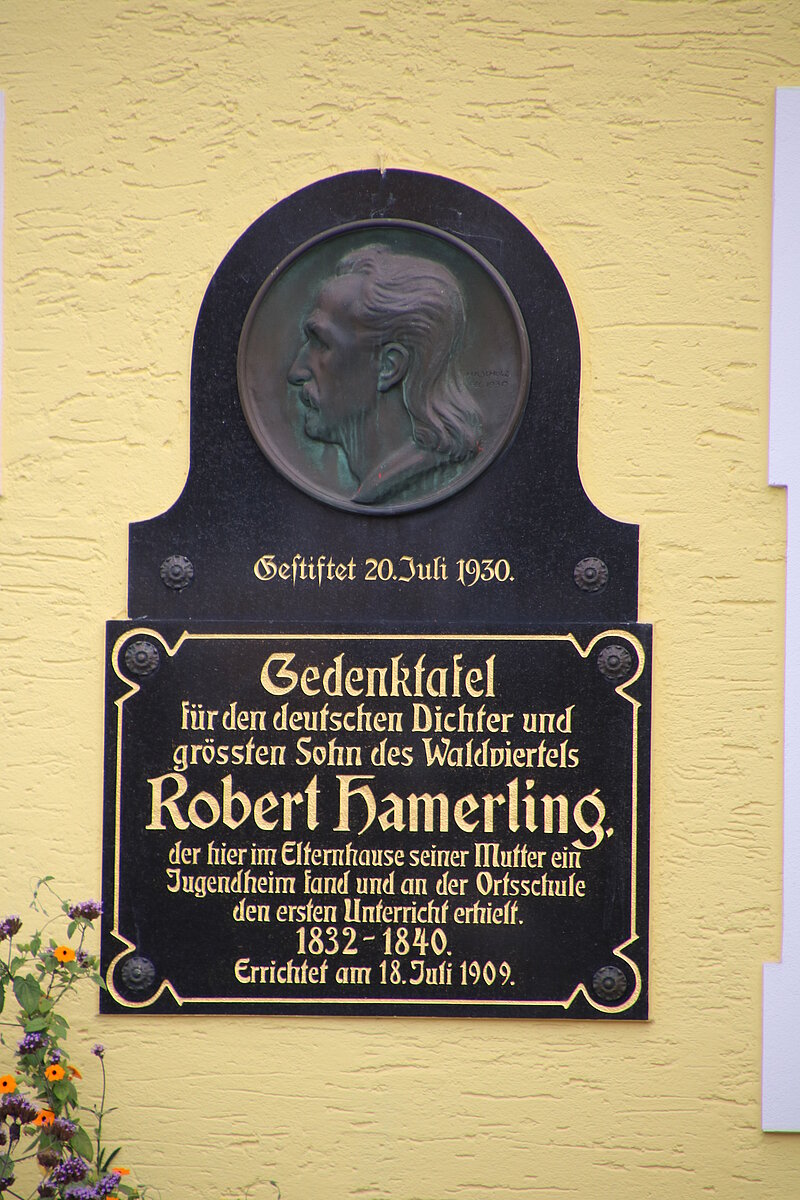 Gestiftet 20. Juli 1930.
Gedenktafel
für den deutschen Dichter und
grössten Sohn des Waldviertels
Robert Hamerling,
der hier im Elternhause seiner Mutter ein
Jugendheim fand und an der Ortsschule
den ersten Unterricht erhielt.
1832-1840.
Errichtet am 18. Juli 1909.